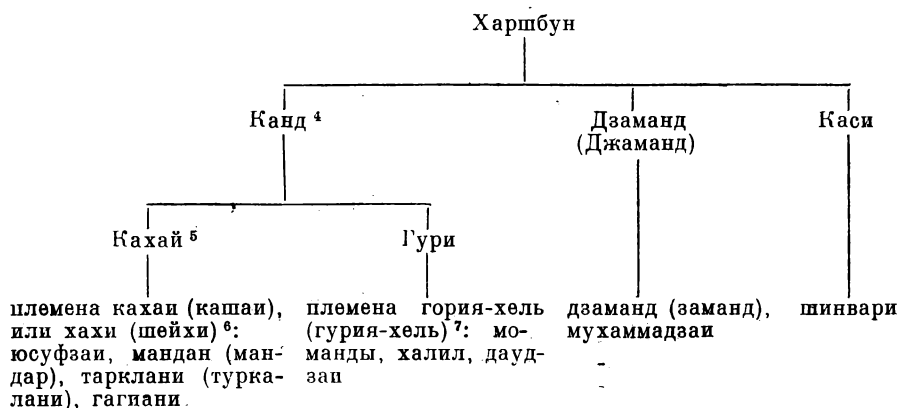 Харшбун
Канд ⁴
Дзаманд
(Джаманд)
Каси
Кахай ⁵
Гури
племена кахаи (кашаи),
или хахи (шейхи) ⁶:
юсуфзаи, мандан (ман-
дар), тарклани (турка-
лани), гагиани
племена гория-хель
(гурия-хель) ⁷: мо-
манды, халил, дауд-
заи
дзаманд (заманд),
мухаммадзаи
шинвари